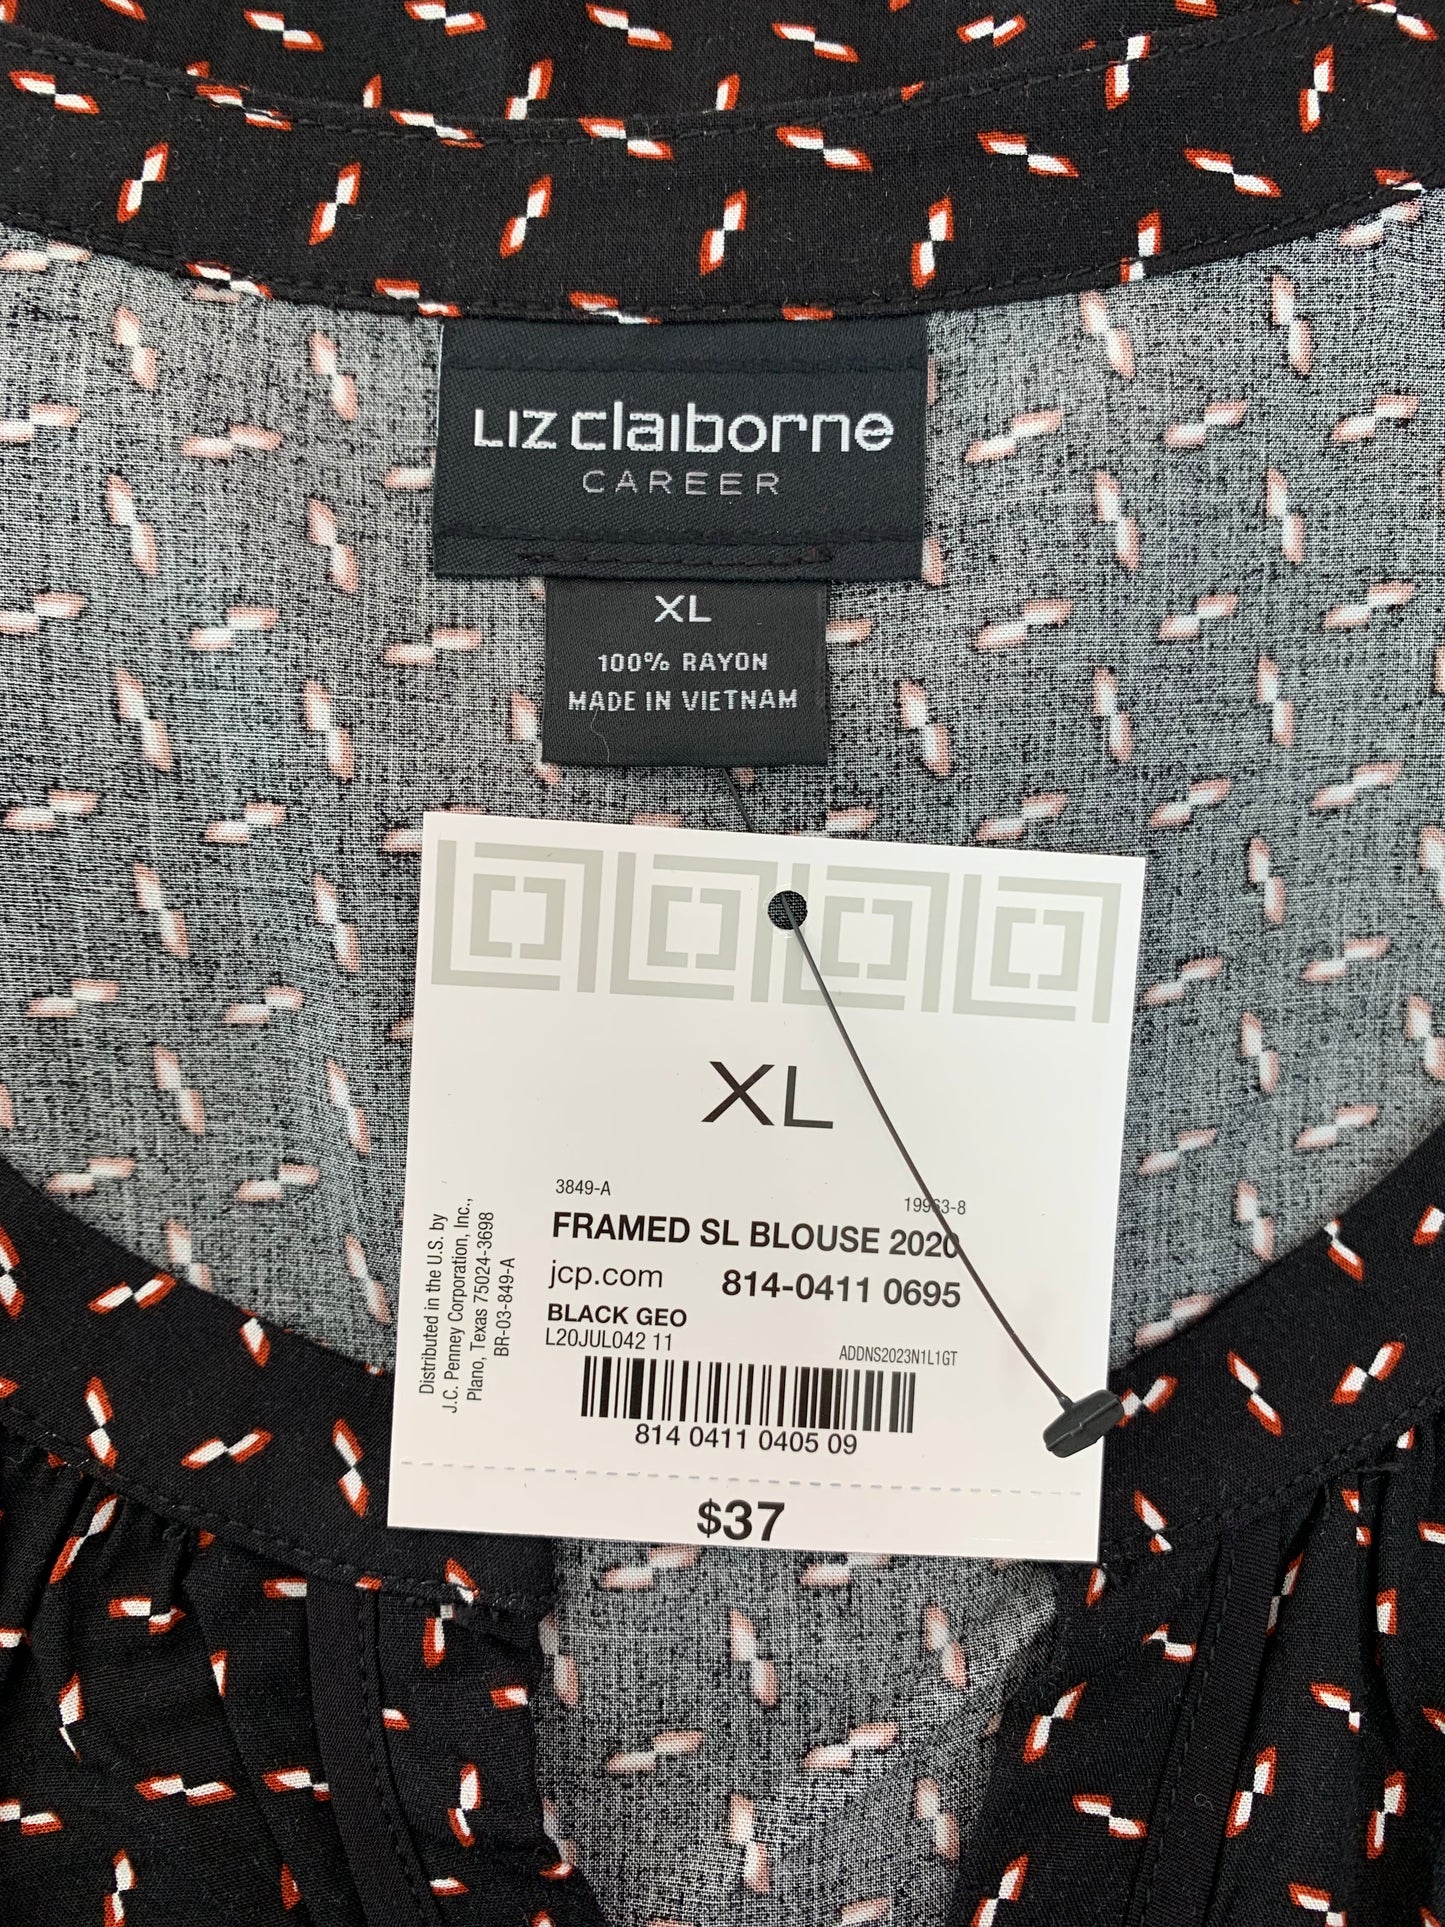 LIZ claiborne
CAREER
XL
100% RAYON
MADE IN VIETNAM
XL
3849-A 19963-8
FRAMED SL BLOUSE 2020
jcp.com 814-0411 0695
BLACK GEO
L20JUL042 11 ADDNS2023N1L1GT
814 0411 0405 09
$37
Distributed in the U.S. by
J.C. Penney Corporation, Inc.,
Plano, Texas 75024-3698
BR-03-849-A